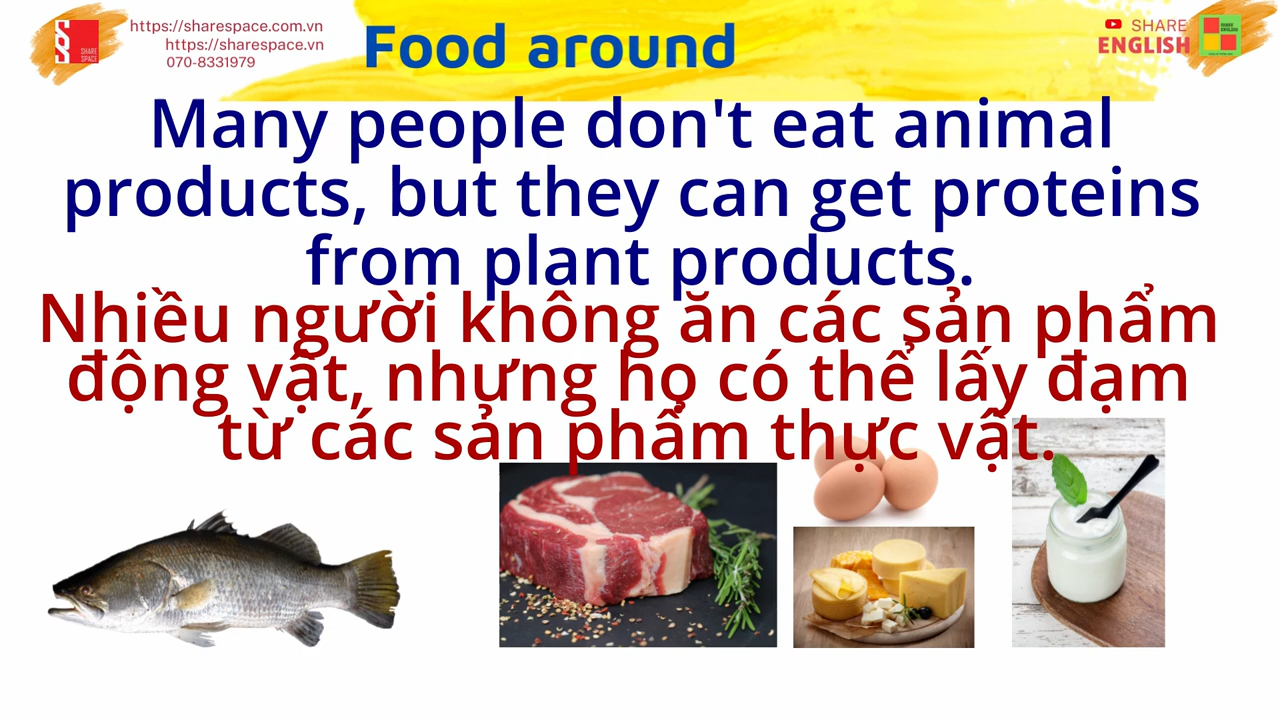 https://sharespace.com.vn
https://sharespace.vn
070-8331979
SHARE
SPACE
Food around
SHARE
ENGLISH
Many people don't eat animal
products, but they can get proteins
from plant products.
Nhiều người không ăn các sản phẩm
động vật, nhưng họ có thể lấy đạm
từ các sản phẩm thực vật.